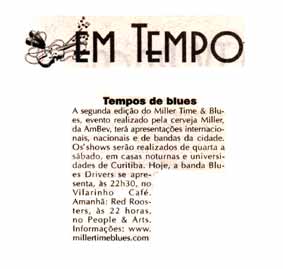 EM TEMPO
Tempos de blues
A segunda edição do Miller Time & Blu-
es, evento realizado pela cerveja Miller,
da AmBev, terá apresentações internacio-
nais, nacionais e de bandas da cidade.
Os shows serão realizados de quarta a
sábado, em casas noturnas e universi-
dades de Curitiba. Hoje, a banda Blu-
es Drivers se apre-
senta, às 22h30, no
Vilarinho Café.
Amanhã: Red Roos-
ters, às 22 horas,
no People & Arts.
Informações: www.
millertimeblues.com